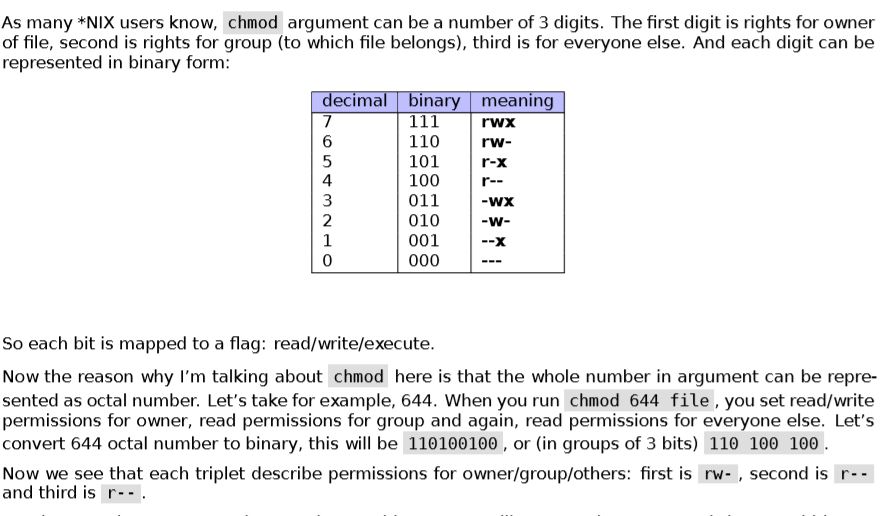 As many *NIX users know, chmod argument can be a number of 3 digits. The first digit is rights for owner
of file, second is rights for group (to which file belongs), third is for everyone else. And each digit can be
represented in binary form:
decimal binary meaning
7 111 rwx
6 110 rw-
5 101 r-x
4 100 r--
3 011 -wx
2 010 -w-
1 001 --x
0 000 ---
So each bit is mapped to a flag: read/write/execute.
Now the reason why I'm talking about chmod here is that the whole number in argument can be repre-
sented as octal number. Let's take for example, 644. When you run chmod 644 file, you set read/write
permissions for owner, read permissions for group and again, read permissions for everyone else. Let's
convert 644 octal number to binary, this will be 110100100, or (in groups of 3 bits) 110 100 100.
Now we see that each triplet describe permissions for owner/group/others: first is rw-, second is r--
and third is r--.